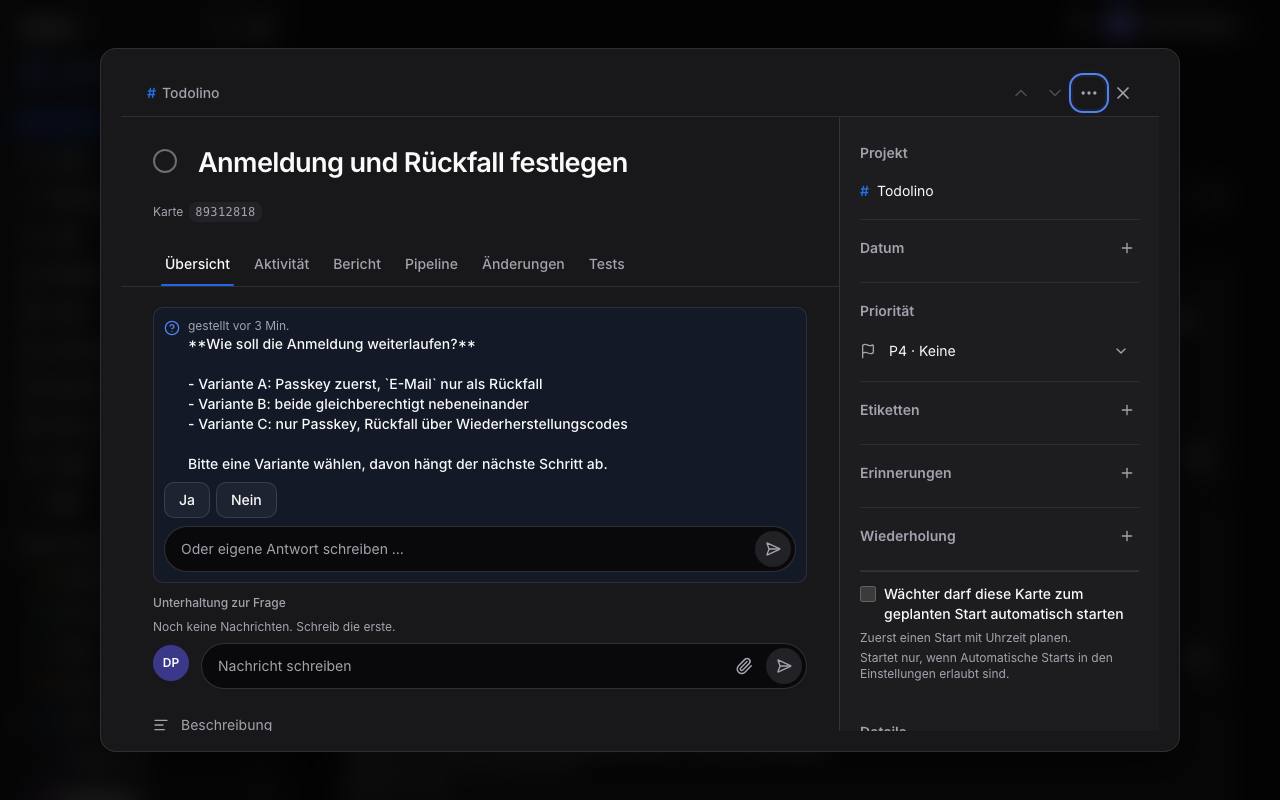 # Todolino
Anmeldung und Rückfall festlegen
Karte 89312818
Übersicht Aktivität Bericht Pipeline Änderungen Tests
gestellt vor 3 Min.
**Wie soll die Anmeldung weiterlaufen?**
- Variante A: Passkey zuerst, `E-Mail` nur als Rückfall
- Variante B: beide gleichberechtigt nebeneinander
- Variante C: nur Passkey, Rückfall über Wiederherstellungscodes
Bitte eine Variante wählen, davon hängt der nächste Schritt ab.
Ja Nein
Oder eigene Antwort schreiben ...
Unterhaltung zur Frage
Noch keine Nachrichten. Schreib die erste.
DP Nachricht schreiben
Beschreibung
Projekt
# Todolino
Datum
Priorität
P4 · Keine
Etiketten
Erinnerungen
Wiederholung
Wächter darf diese Karte zum
geplanten Start automatisch starten
Zuerst einen Start mit Uhrzeit planen.
Startet nur, wenn Automatische Starts in den
Einstellungen erlaubt sind.
Details